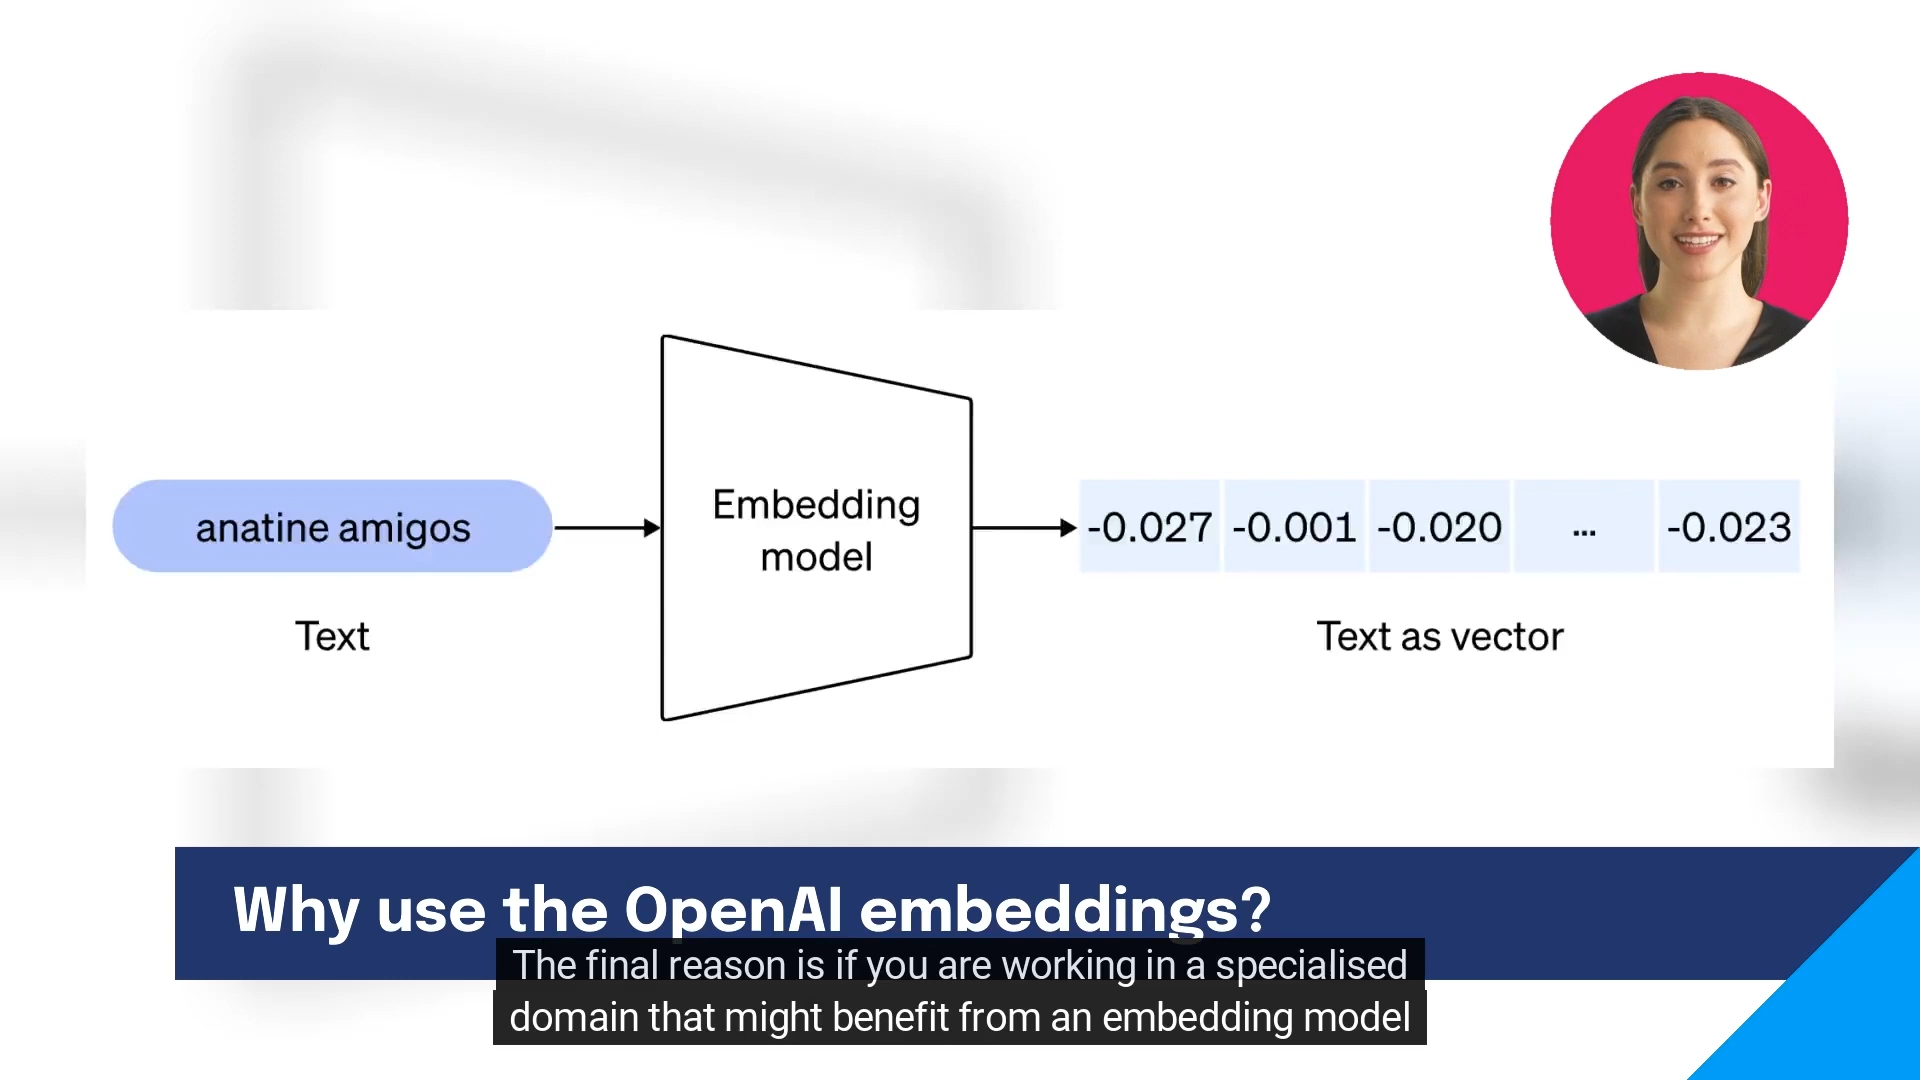 anatine amigos
Text
Embedding
model
-0.027 -0.001 -0.020 ... -0.023
Text as vector
Why use the OpenAI embeddings?
The final reason is if you are working in a specialised
domain that might benefit from an embedding model